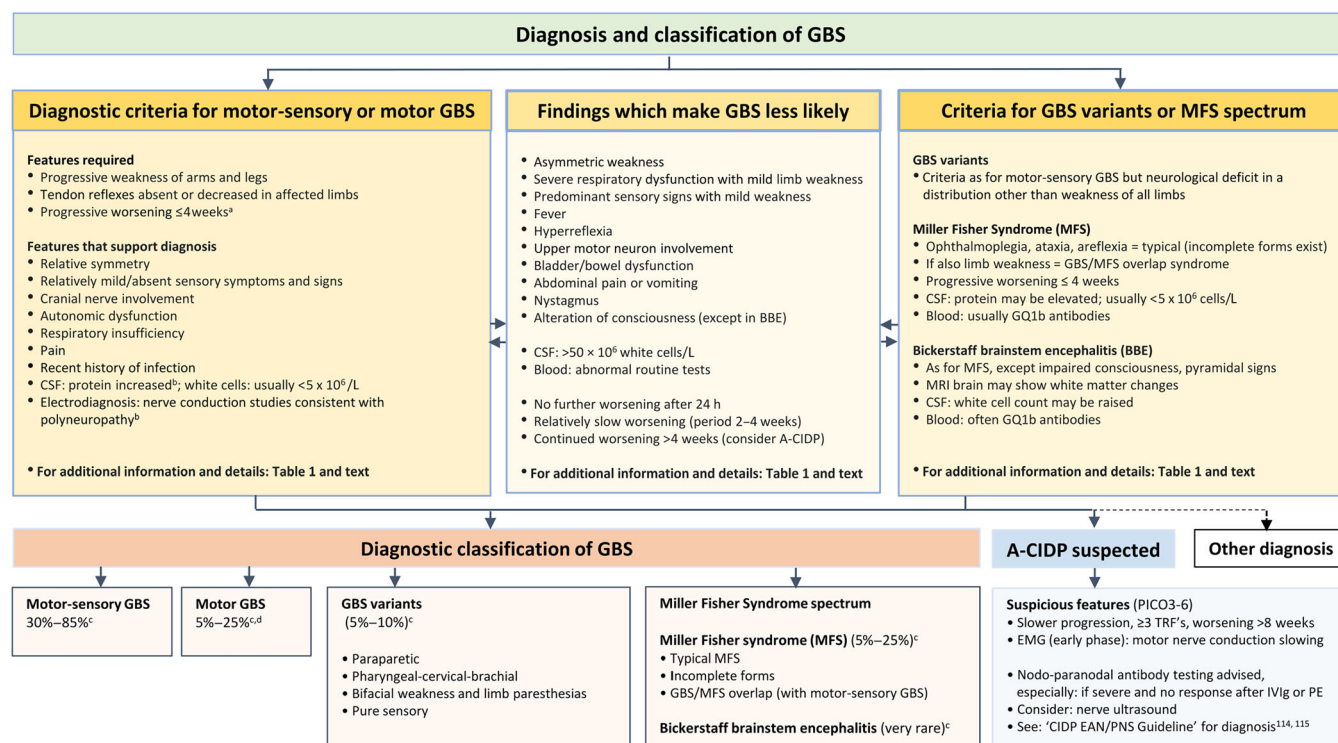 Diagnosis and classification of GBS
Diagnostic criteria for motor-sensory or motor GBS
Features required
• Progressive weakness of arms and legs
• Tendon reflexes absent or decreased in affected limbs
• Progressive worsening ≤4weeksᵃ
Features that support diagnosis
• Relative symmetry
• Relatively mild/absent sensory symptoms and signs
• Cranial nerve involvement
• Autonomic dysfunction
• Respiratory insufficiency
• Pain
• Recent history of infection
• CSF: protein increasedᵇ; white cells: usually <5 x 10⁶/L
• Electrodiagnosis: nerve conduction studies consistent with
polyneuropathyᵇ
• For additional information and details: Table 1 and text
Findings which make GBS less likely
• Asymmetric weakness
• Severe respiratory dysfunction with mild limb weakness
• Predominant sensory signs with mild weakness
• Fever
• Hyperreflexia
• Upper motor neuron involvement
• Bladder/bowel dysfunction
• Abdominal pain or vomiting
• Nystagmus
• Alteration of consciousness (except in BBE)
• CSF: >50 × 10⁶ white cells/L
• Blood: abnormal routine tests
• No further worsening after 24 h
• Relatively slow worsening (period 2–4 weeks)
• Continued worsening >4 weeks (consider A-CIDP)
• For additional information and details: Table 1 and text
Criteria for GBS variants or MFS spectrum
GBS variants
• Criteria as for motor-sensory GBS but neurological deficit in a
distribution other than weakness of all limbs
Miller Fisher Syndrome (MFS)
• Ophthalmoplegia, ataxia, areflexia = typical (incomplete forms exist)
• If also limb weakness = GBS/MFS overlap syndrome
• Progressive worsening ≤ 4 weeks
• CSF: protein may be elevated; usually <5 x 10⁶ cells/L
• Blood: usually GQ1b antibodies
Bickerstaff brainstem encephalitis (BBE)
• As for MFS, except impaired consciousness, pyramidal signs
• MRI brain may show white matter changes
• CSF: white cell count may be raised
• Blood: often GQ1b antibodies
• For additional information and details: Table 1 and text
Diagnostic classification of GBS
Motor-sensory GBS
30%–85%ᶜ
Motor GBS
5%–25%ᶜ,ᵈ
GBS variants
(5%–10%)ᶜ
• Paraparetic
• Pharyngeal-cervical-brachial
• Bifacial weakness and limb paresthesias
• Pure sensory
Miller Fisher Syndrome spectrum
Miller Fisher syndrome (MFS) (5%–25%)ᶜ
• Typical MFS
• Incomplete forms
• GBS/MFS overlap (with motor-sensory GBS)
Bickerstaff brainstem encephalitis (very rare)ᶜ
A-CIDP suspected
Suspicious features (PICO3-6)
• Slower progression, ≥3 TRF's, worsening >8 weeks
• EMG (early phase): motor nerve conduction slowing
• Nodo-paranodal antibody testing advised,
especially: if severe and no response after IVIg or PE
• Consider: nerve ultrasound
• See: 'CIDP EAN/PNS Guideline' for diagnosis¹¹⁴, ¹¹⁵
Other diagnosis